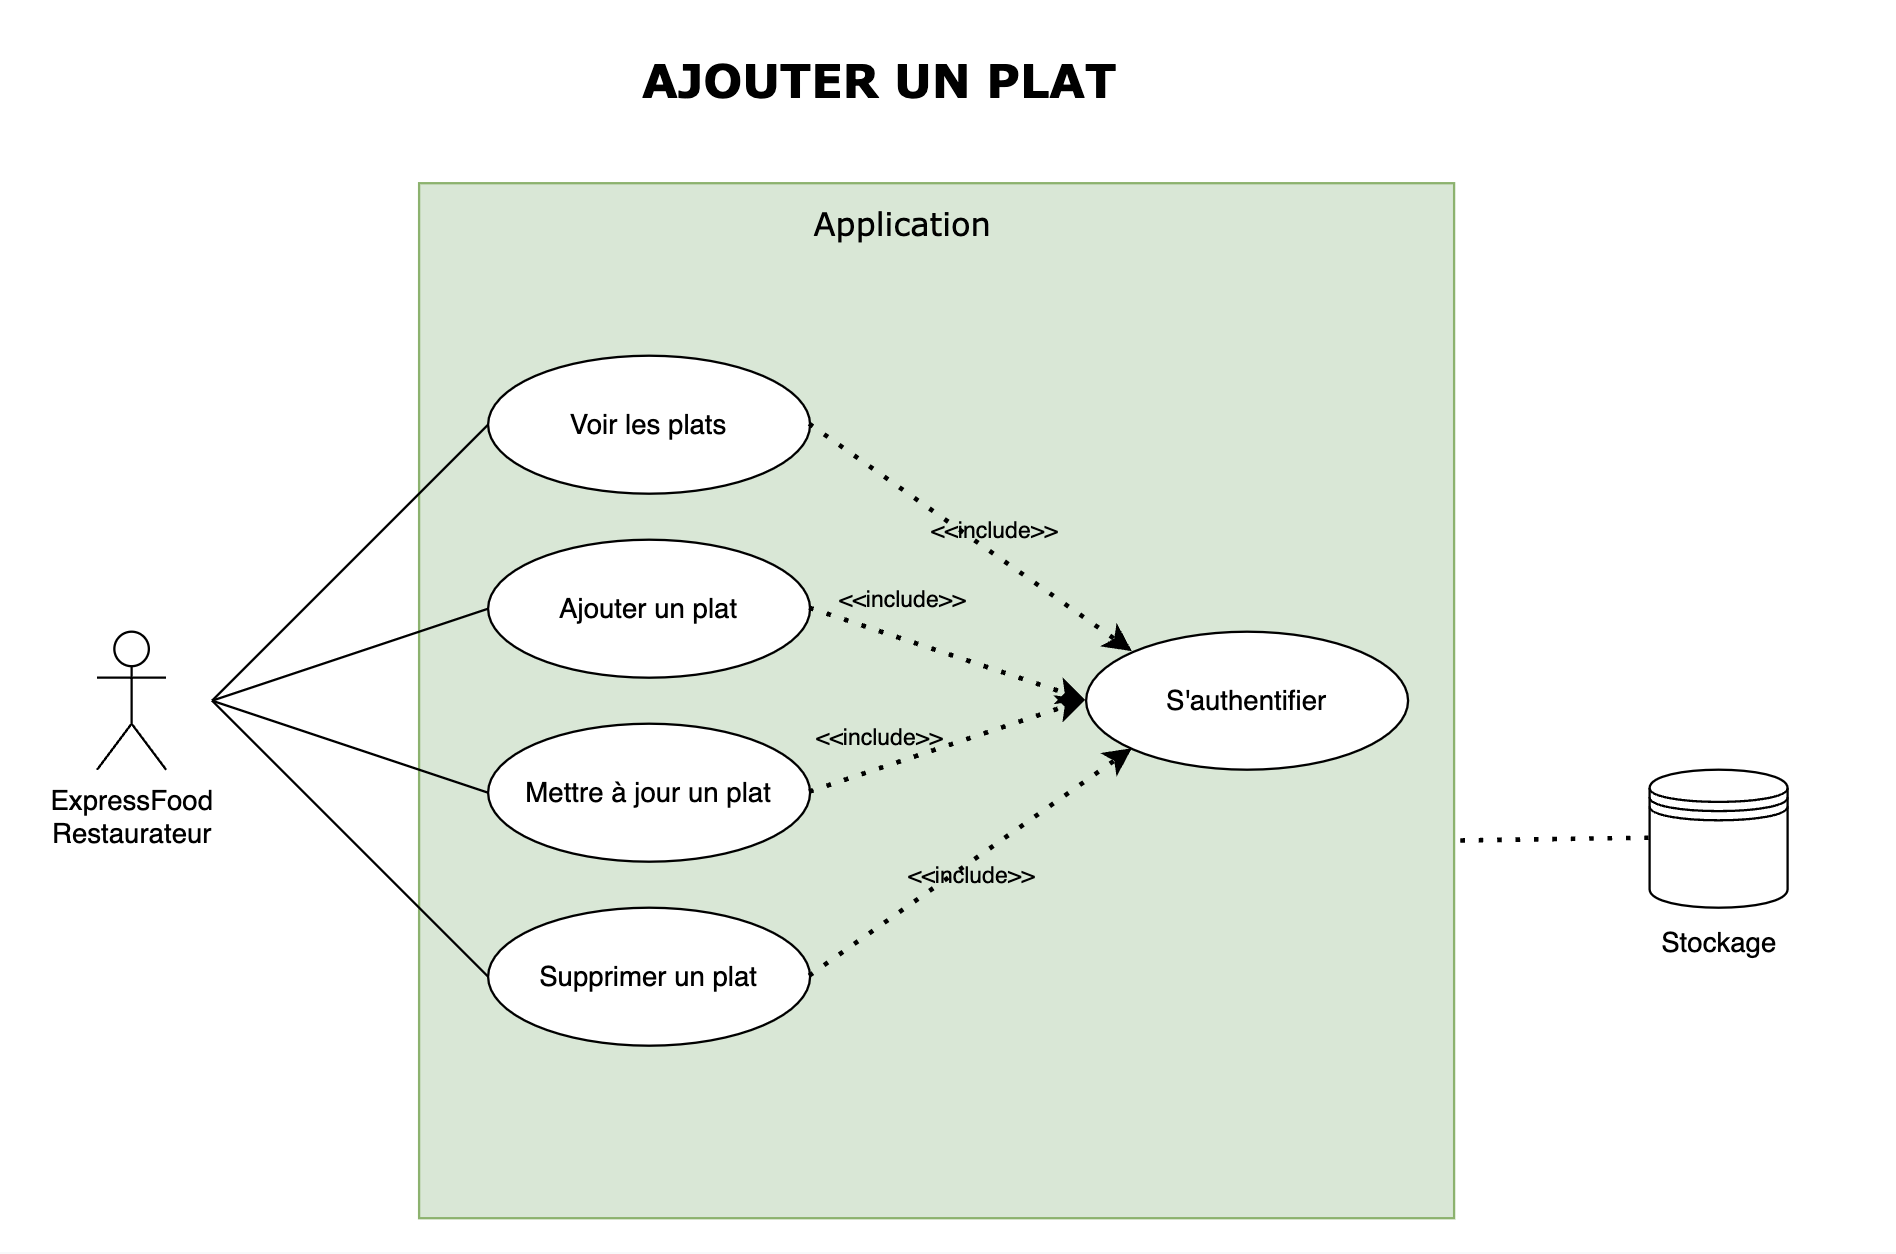 AJOUTER UN PLAT
Application
Voir les plats
<<include>>
Ajouter un plat
<<include>>
S'authentifier
Mettre à jour un plat
<<include>>
ExpressFood
Restaurateur
Supprimer un plat
<<include>>
Stockage